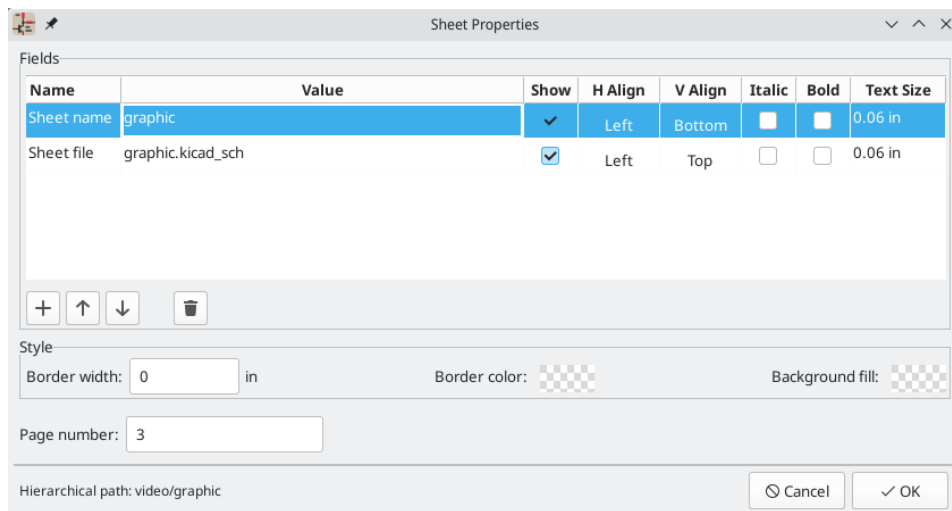 Sheet Properties
Fields
Name Value Show H Align V Align Italic Bold Text Size
Sheet name graphic Left Bottom 0.06 in
Sheet file graphic.kicad_sch Left Top 0.06 in
Style
Border width: 0 in Border color: Background fill:
Page number: 3
Hierarchical path: video/graphic Cancel OK